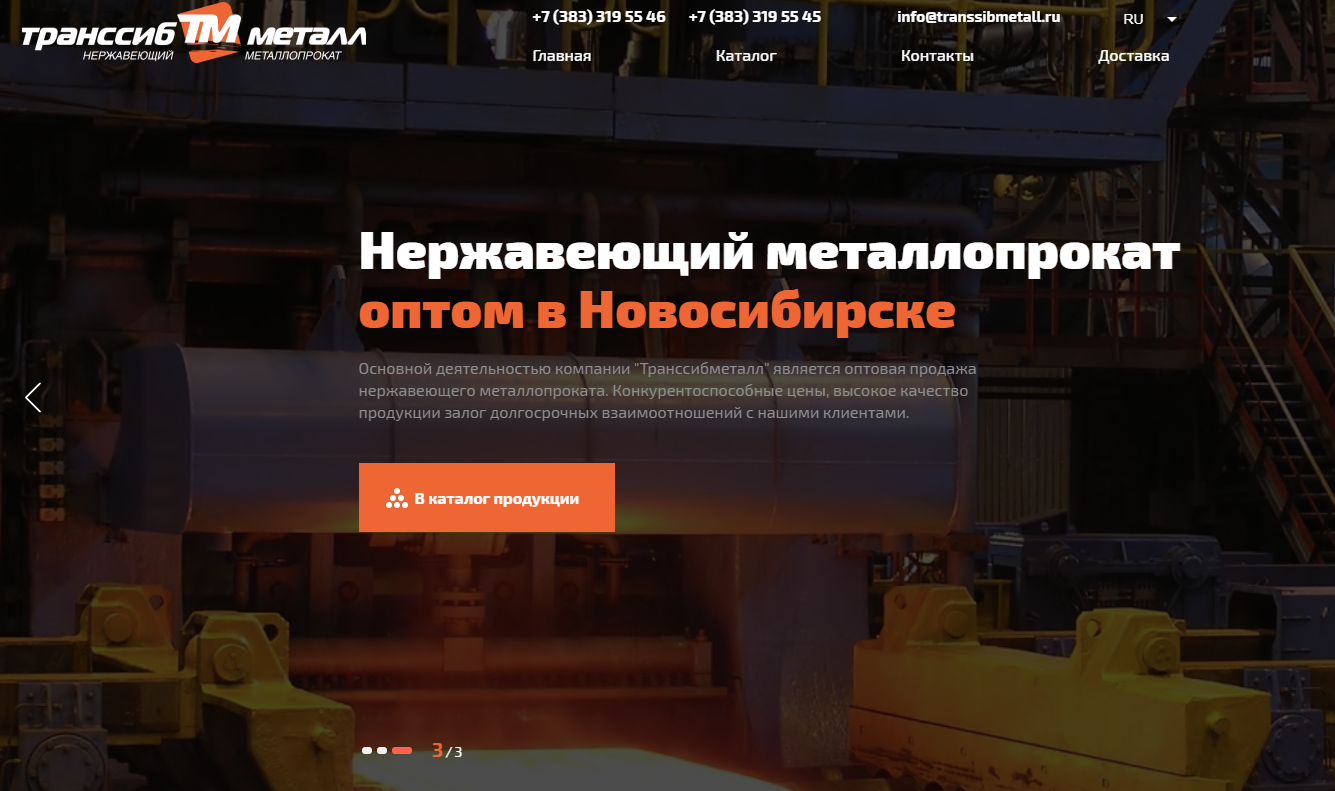 транссиб ТМ металл
НЕРЖАВЕЮЩИЙ МЕТАЛЛОПРОКАТ
+7 (383) 319 55 46 +7 (383) 319 55 45 info@transsibmetall.ru RU
Главная Каталог Контакты Доставка
Нержавеющий металлопрокат
оптом в Новосибирске
Основной деятельностью компании "Транссибметалл" является оптовая продажа
нержавеющего металлопроката. Конкурентоспособные цены, высокое качество
продукции залог долгосрочных взаимоотношений с нашими клиентами.
В каталог продукции
3/3